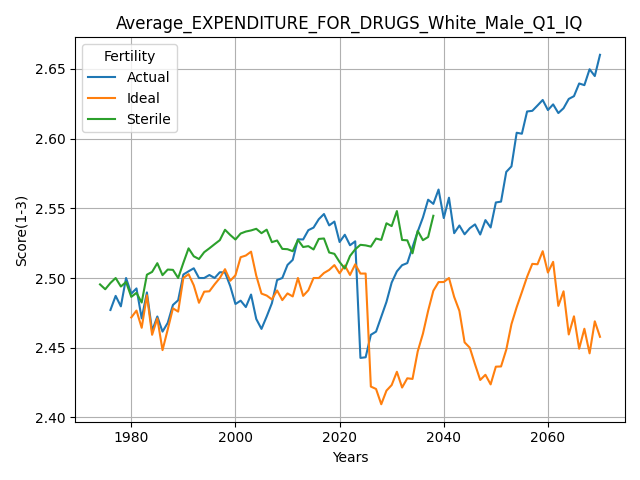 Average_EXPENDITURE_FOR_DRUGS_White_Male_Q1_IQ
Fertility
Actual
Ideal
Sterile
Score(1-3)
2.65
2.60
2.55
2.50
2.45
2.40
1980 2000 2020 2040 2060
Years